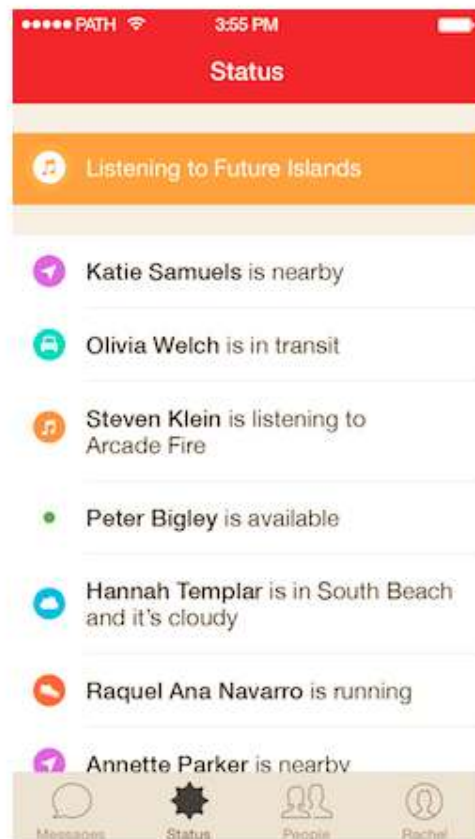 PATH 3:55 PM
Status
Listening to Future Islands
Katie Samuels is nearby
Olivia Welch is in transit
Steven Klein is listening to
Arcade Fire
Peter Bigley is available
Hannah Templar is in South Beach
and it's cloudy
Raquel Ana Navarro is running
Annette Parker is nearby
Messages Status People Rachel